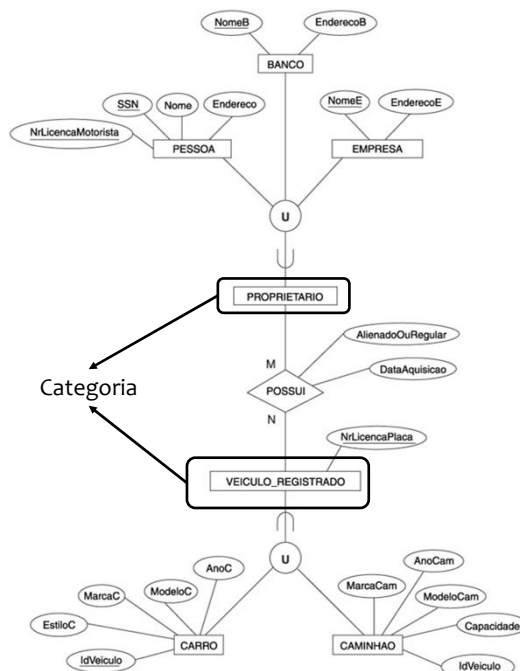 NomeB
EnderecoB
BANCO
SSN
Nome
Endereco
NomeE
EnderecoE
NrLicencaMotorista
PESSOA
EMPRESA
U
PROPRIETARIO
M
AlienadoOuRegular
DataAquisicao
Categoria
POSSUI
N
NrLicencaPlaca
VEICULO_REGISTRADO
U
AnoC
AnoCam
ModeloC
MarcaCam
MarcaC
ModeloCam
EstiloC
Capacidade
CARRO
CAMINHAO
IdVeiculo
IdVeiculo